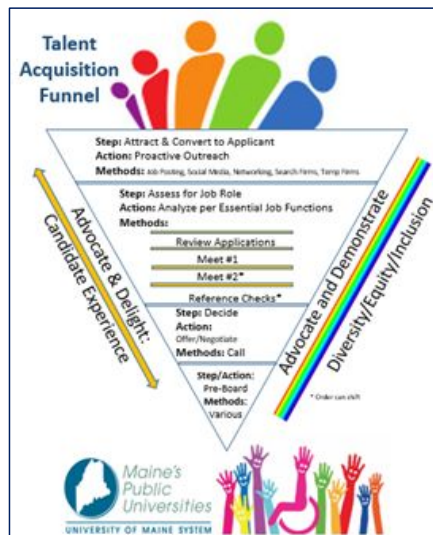 Talent
Acquisition
Funnel
Step: Attract & Convert to Applicant
Action: Proactive Outreach
Methods: Job Posting, Social Media, Networking, Search Firms, Temp Firms
Step: Assess for Job Role
Action: Analyze per Essential Job Functions
Methods:
Review Applications
Meet #1
Meet #2*
Reference Checks*
Step: Decide
Action:
Offer/Negotiate
Methods: Call
Step/Action:
Pre-Board
Methods:
Various
Advocate & Delight:
Candidate Experience
Advocate and Demonstrate
Diversity/Equity/Inclusion
* Order can shift
Maine's
Public
Universities
UNIVERSITY OF MAINE SYSTEM